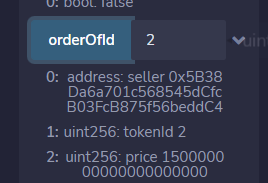 0: bool: false
orderOfId 2
0: address: seller 0x5B38
Da6a701c568545dCfc
B03FcB875f56beddC4
1: uint256: tokenId 2
2: uint256: price 1500000
000000000000000